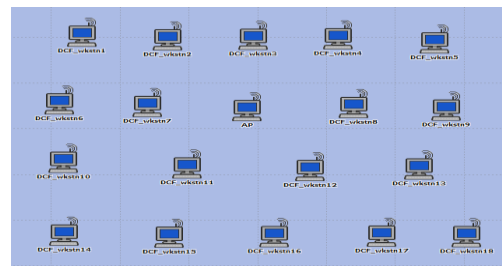 DCF_wkstn1
DCF_wkstn2
DCF_wkstn3
DCF_wkstn4
DCF_wkstn5
DCF_wkstn6
DCF_wkstn7
AP
DCF_wkstn8
DCF_wkstn9
DCF_wkstn10
DCF_wkstn11
DCF_wkstn12
DCF_wkstn13
DCF_wkstn14
DCF_wkstn15
DCF_wkstn16
DCF_wkstn17
DCF_wkstn18